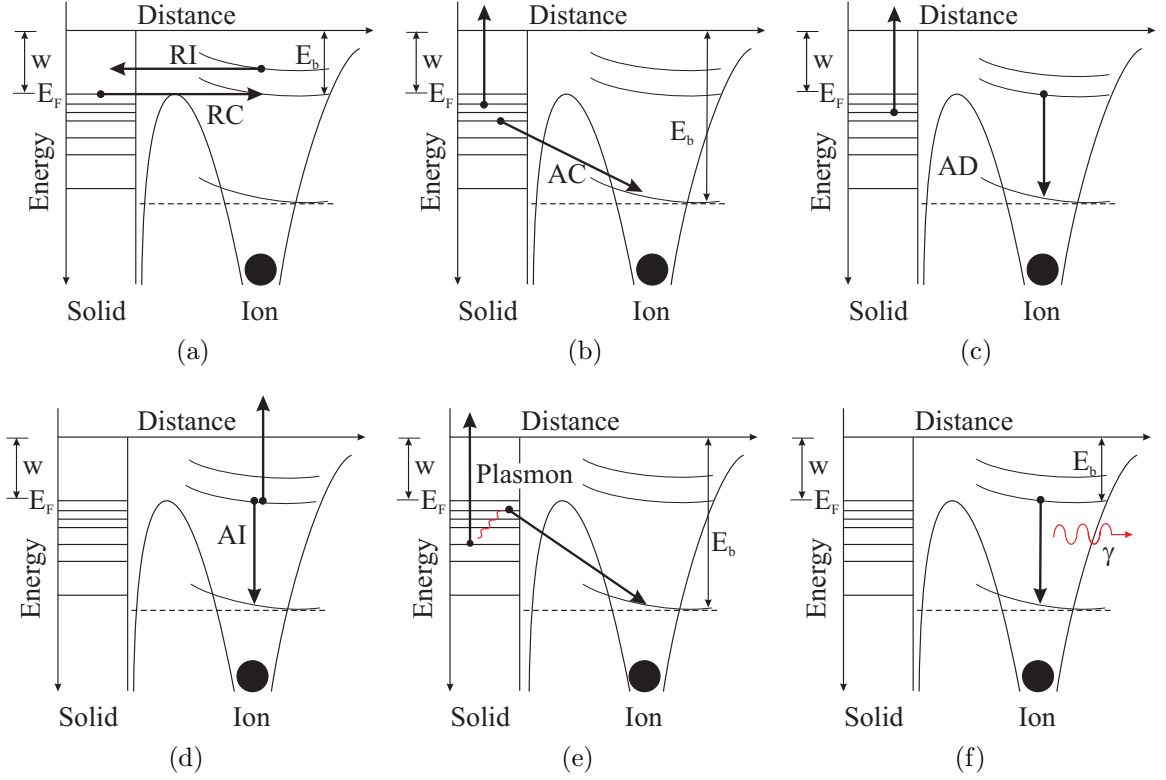 Distance
W
RI
E_b
E_F
RC
Energy
Solid Ion
(a)
Distance
W
E_F
E_b
AC
Energy
Solid Ion
(b)
Distance
W
E_F
AD
Energy
Solid Ion
(c)
Distance
W
E_F
AI
Energy
Solid Ion
(d)
Distance
W
Plasmon
E_F
E_b
Energy
Solid Ion
(e)
Distance
W
E_b
E_F
γ
Energy
Solid Ion
(f)